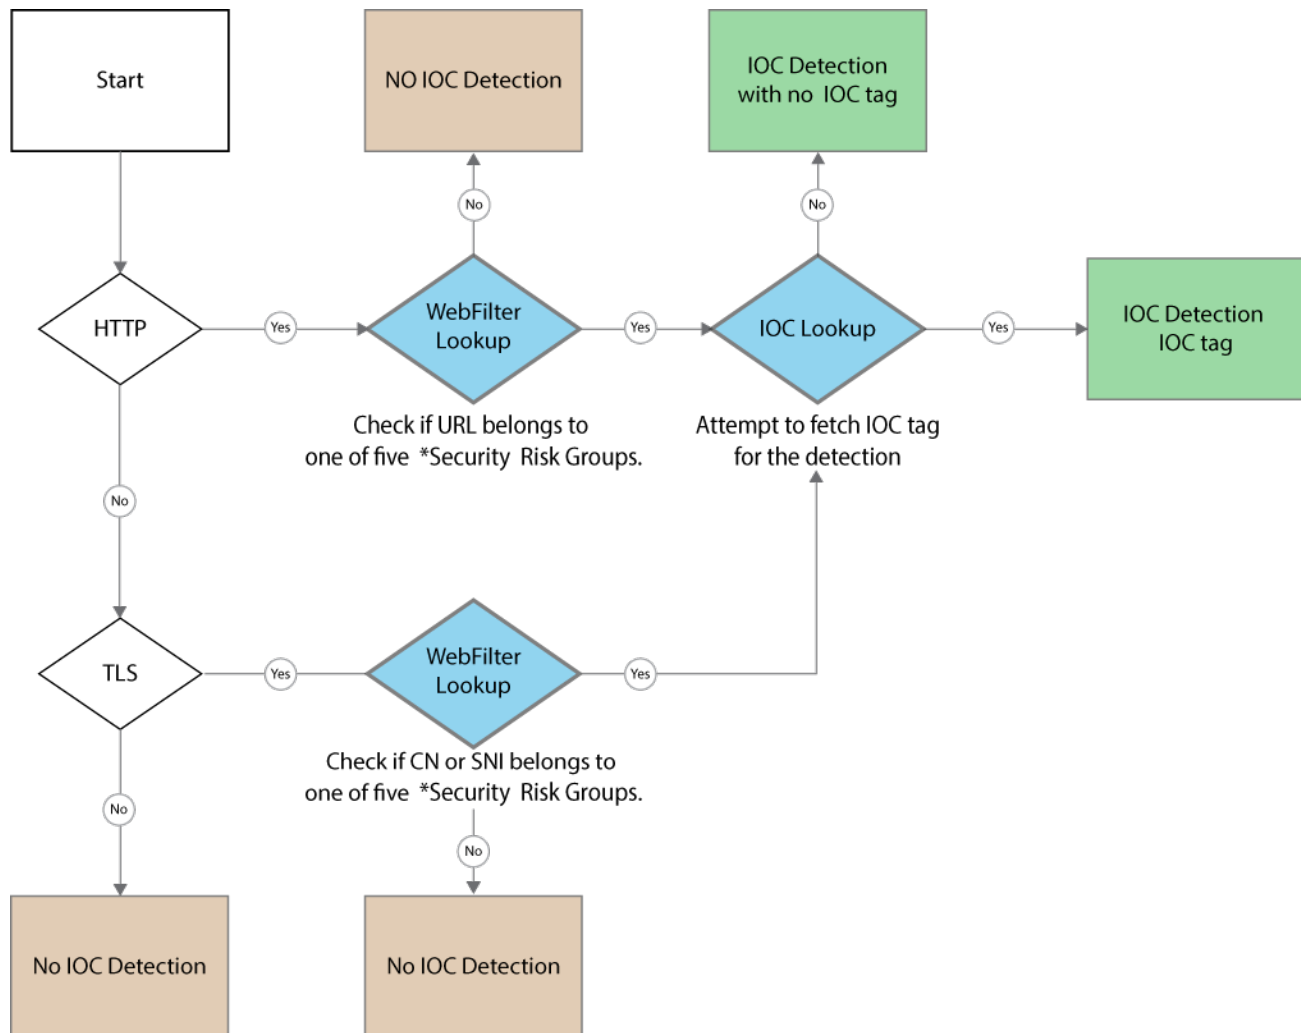 Start
NO IOC Detection
IOC Detection
with no IOC tag
No
No
HTTP
Yes
WebFilter
Lookup
Yes
IOC Lookup
Yes
IOC Detection
IOC tag
Check if URL belongs to
one of five *Security Risk Groups.
Attempt to fetch IOC tag
for the detection
No
TLS
Yes
WebFilter
Lookup
Yes
Check if CN or SNI belongs to
one of five *Security Risk Groups.
No
No
No IOC Detection
No IOC Detection